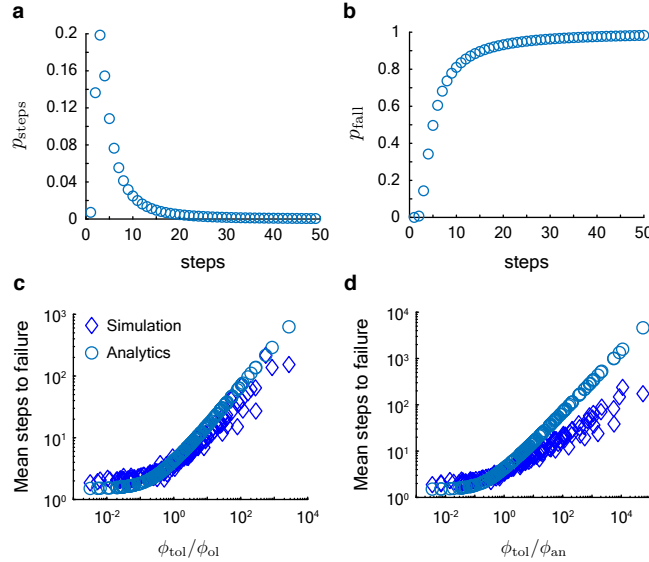 a
b
0.2
0.16
0.12
0.08
0.04
0
p_steps
0 10 20 30 40 50
steps
1
0.8
0.6
0.4
0.2
0
p_fall
0 10 20 30 40 50
steps
c
d
10^3
10^2
10^1
10^0
Mean steps to failure
Simulation
Analytics
10^-2 10^0 10^2 10^4
ϕ_tol/ϕ_ol
10^4
10^3
10^2
10^1
10^0
Mean steps to failure
10^-2 10^0 10^2 10^4
ϕ_tol/ϕ_an